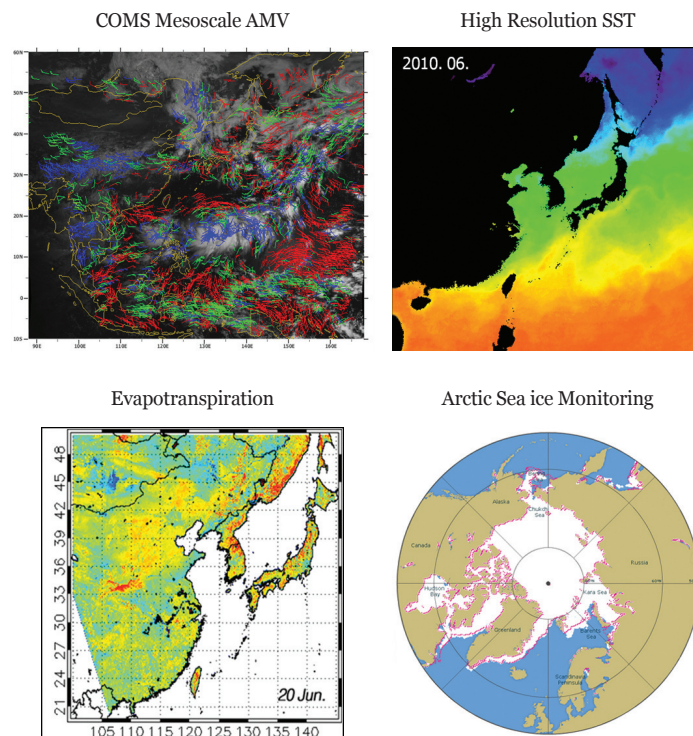 COMS Mesoscale AMV
High Resolution SST
60N
50N
40N
30N
20N
10N
0
10S
90E 100E 110E 120E 130E 140E 150E 160E
2010. 06.
Evapotranspiration
Arctic Sea ice Monitoring
48
45
42
39
36
33
30
27
24
21
105 110 115 120 125 130 135 140
20 Jun.
Alaska
Chukch
Sea
Canada
Russia
Hudson
Bay
Kara Sea
Greenland
Barents
Sea
Scandinavia
Peninsula